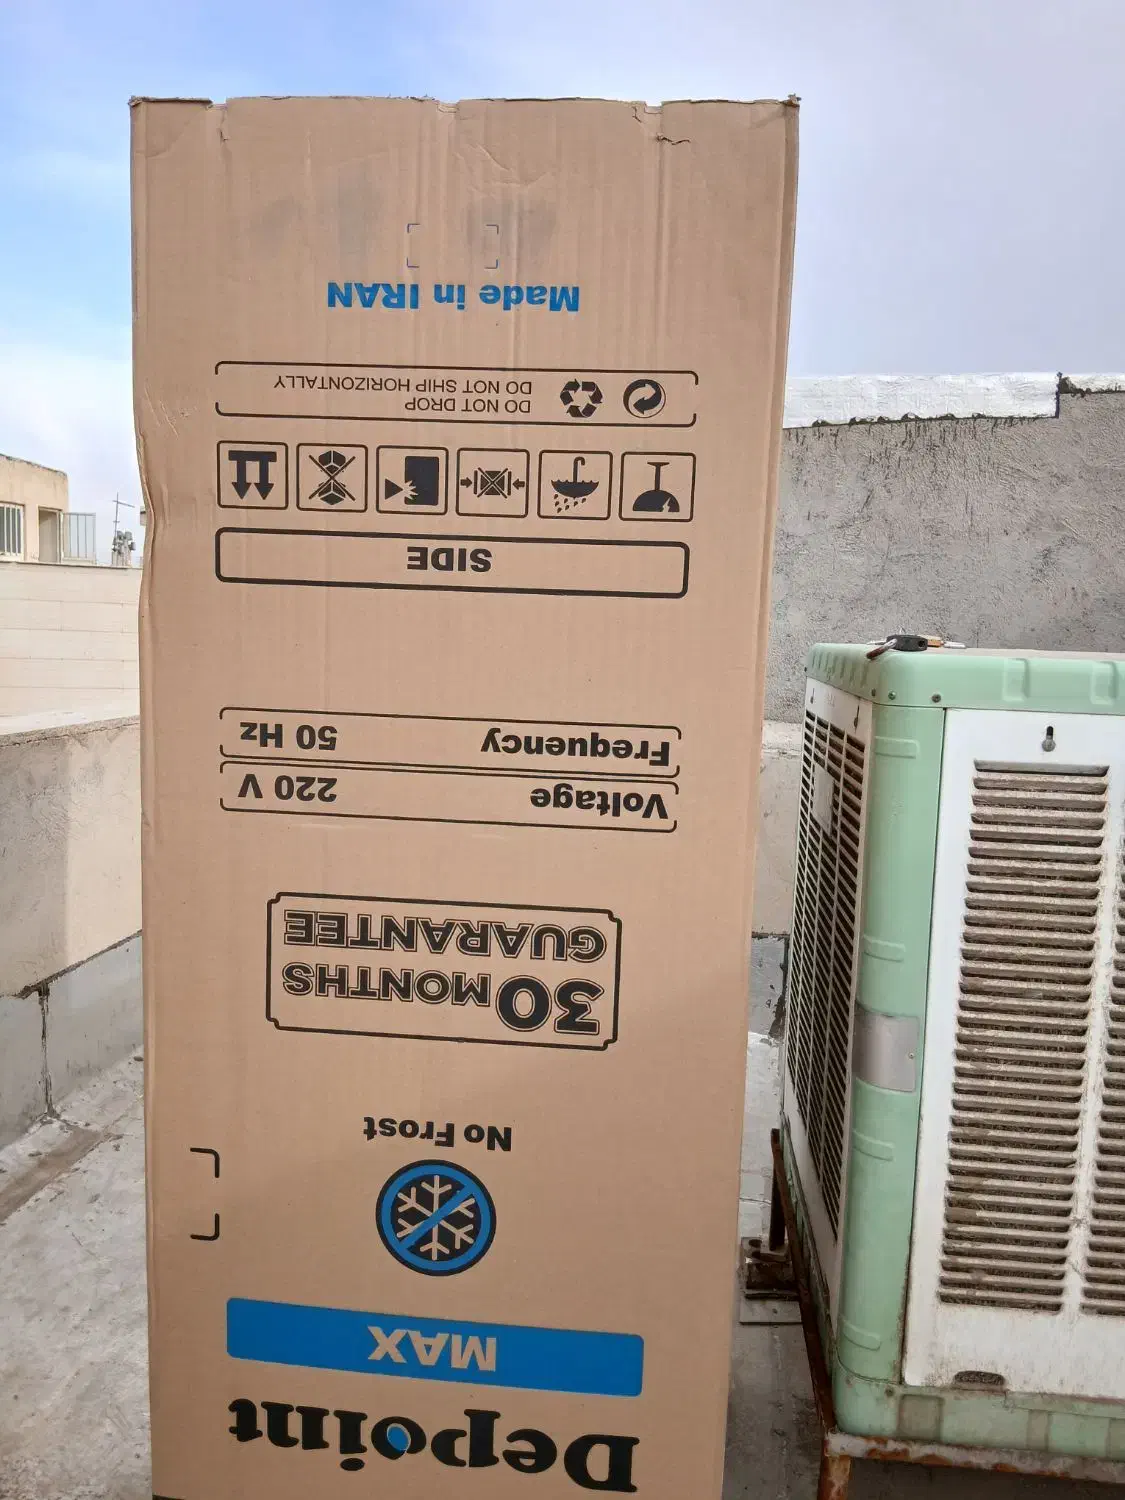 Depoint
MAX
No Frost
30 MONTHS
GUARANTEE
Voltage 220 V
Frequency 50 Hz
SIDE
DO NOT DROP
DO NOT SHIP HORIZONTALLY
Made in IRAN